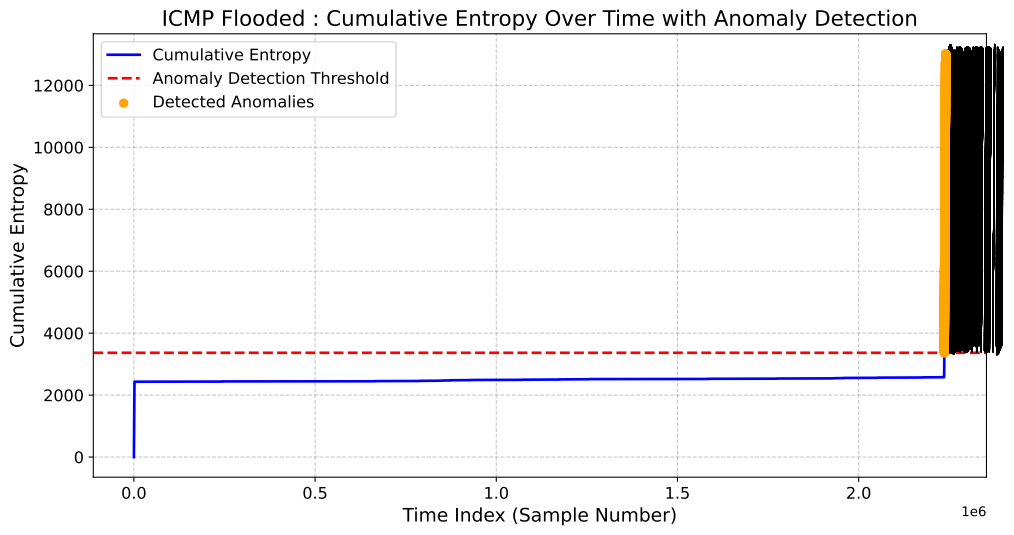 ICMP Flooded : Cumulative Entropy Over Time with Anomaly Detection
Cumulative Entropy
Anomaly Detection Threshold
Detected Anomalies
12000
10000
8000
6000
4000
2000
0
Cumulative Entropy
0.0 0.5 1.0 1.5 2.0
1e6
Time Index (Sample Number)